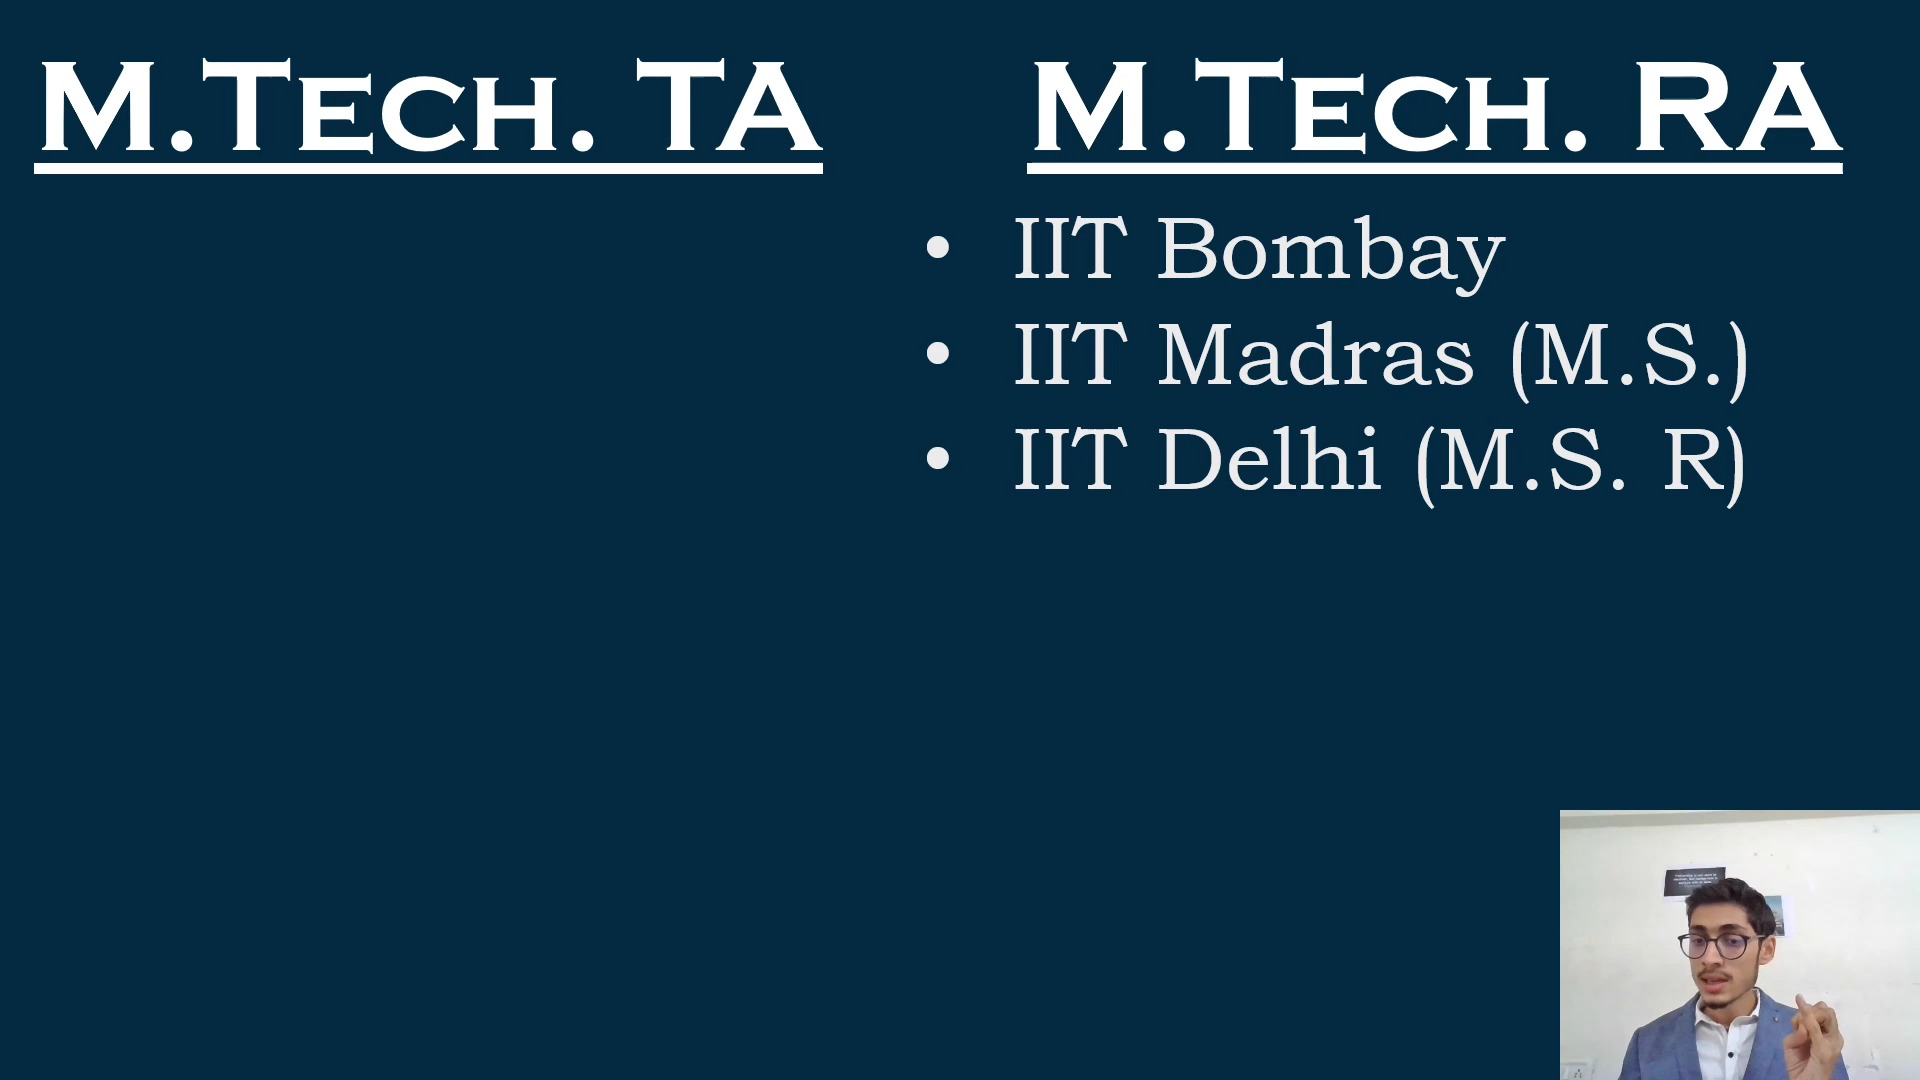 M.Tech. TA
M.Tech. RA
• IIT Bombay
• IIT Madras (M.S.)
• IIT Delhi (M.S. R)